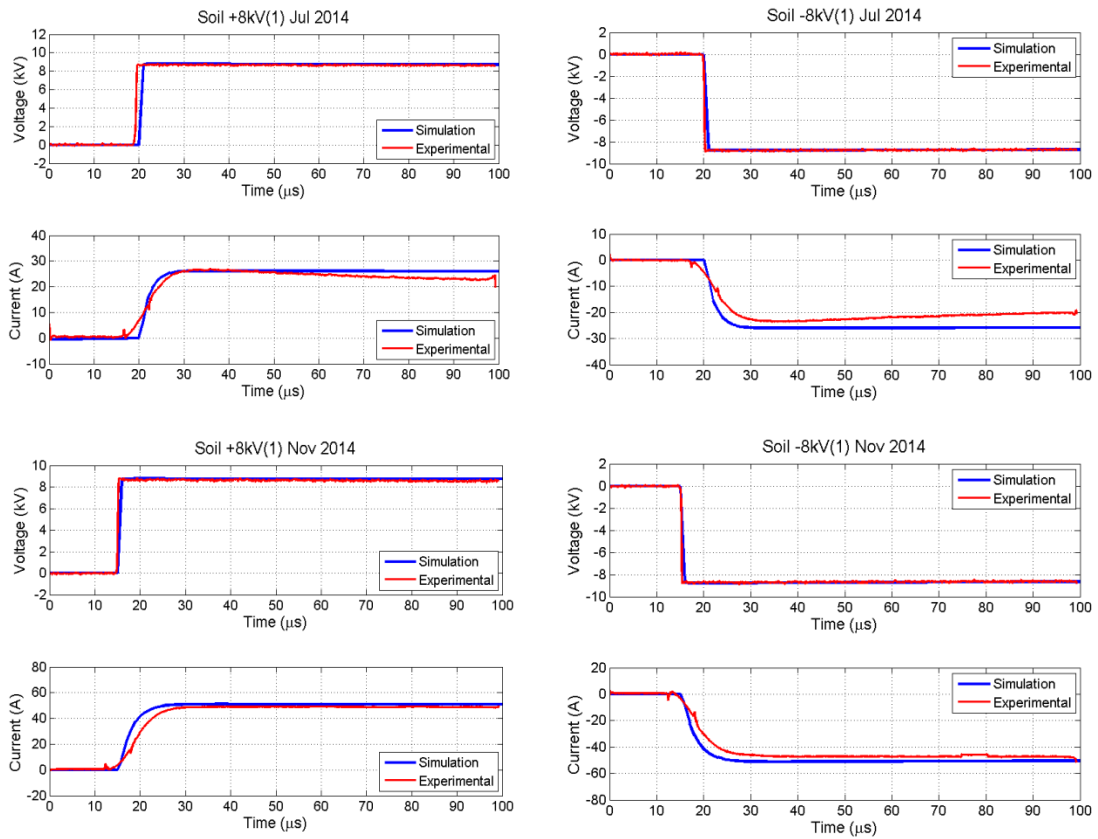 Soil +8kV(1) Jul 2014
12
10
8
6
4
2
0
-2
Voltage (kV)
Simulation
Experimental
0 10 20 30 40 50 60 70 80 90 100
Time (μs)
40
30
20
10
0
-10
Current (A)
Simulation
Experimental
0 10 20 30 40 50 60 70 80 90 100
Time (μs)
Soil -8kV(1) Jul 2014
2
0
-2
-4
-6
-8
-10
Voltage (kV)
Simulation
Experimental
0 10 20 30 40 50 60 70 80 90 100
Time (μs)
10
0
-10
-20
-30
-40
Current (A)
Simulation
Experimental
0 10 20 30 40 50 60 70 80 90 100
Time (μs)
Soil +8kV(1) Nov 2014
10
8
6
4
2
0
-2
Voltage (kV)
Simulation
Experimental
0 10 20 30 40 50 60 70 80 90 100
Time (μs)
80
60
40
20
0
-20
Current (A)
Simulation
Experimental
0 10 20 30 40 50 60 70 80 90 100
Time (μs)
Soil -8kV(1) Nov 2014
2
0
-2
-4
-6
-8
-10
Voltage (kV)
Simulation
Experimental
0 10 20 30 40 50 60 70 80 90 100
Time (μs)
20
0
-20
-40
-60
-80
Current (A)
Simulation
Experimental
0 10 20 30 40 50 60 70 80 90 100
Time (μs)